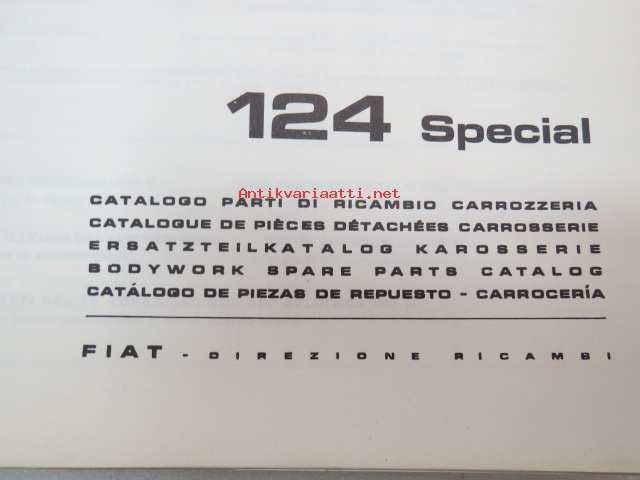 124 Special
Antikvariaatti.net
CATALOGO PARTI DI RICAMBIO CARROZZERIA
CATALOGUE DE PIÈCES DÉTACHÉES CARROSSERIE
ERSATZTEILKATALOG KAROSSERIE
BODYWORK SPARE PARTS CATALOG
CATÁLOGO DE PIEZAS DE REPUESTO - CARROCERÍA
FIAT - DIREZIONE RICAMBI